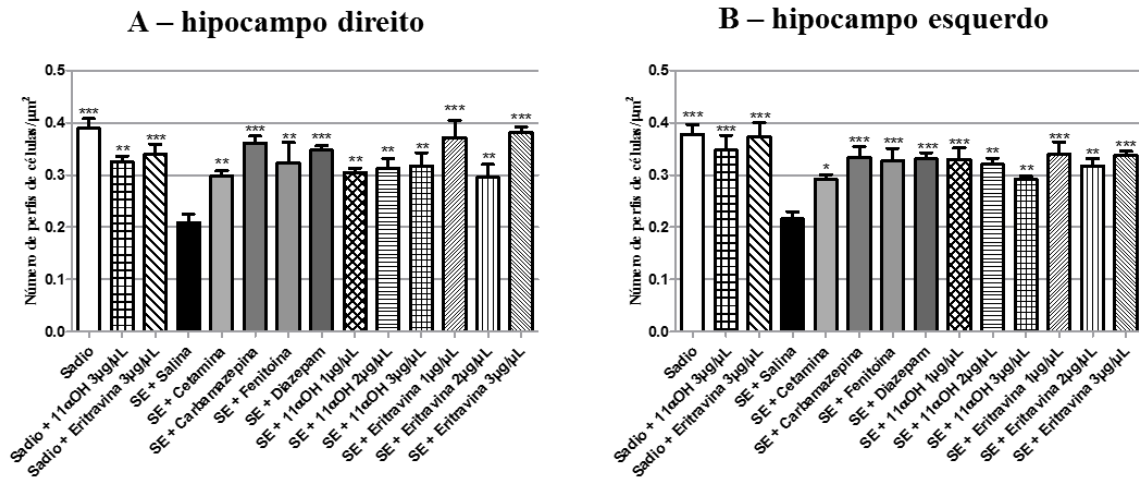 A – hipocampo direito
Número de perfis de células/µm²
0.5
0.4
0.3
0.2
0.1
0.0
***
**
***
**
***
**
***
**
**
**
***
**
***
Sadio
Sadio + 11αOH 3µg/µL
Sadio + Eritravina 3µg/µL
SE + Salina
SE + Cetamina
SE + Carbamazepina
SE + Fenitoína
SE + Diazepam
SE + 11αOH 1µg/µL
SE + 11αOH 2µg/µL
SE + 11αOH 3µg/µL
SE + Eritravina 1µg/µL
SE + Eritravina 2µg/µL
SE + Eritravina 3µg/µL
B – hipocampo esquerdo
Número de perfis de células/µm²
0.5
0.4
0.3
0.2
0.1
0.0
***
***
***
*
***
***
***
***
**
**
***
**
***
Sadio
Sadio + 11αOH 3µg/µL
Sadio + Eritravina 3µg/µL
SE + Salina
SE + Cetamina
SE + Carbamazepina
SE + Fenitoína
SE + Diazepam
SE + 11αOH 1µg/µL
SE + 11αOH 2µg/µL
SE + 11αOH 3µg/µL
SE + Eritravina 1µg/µL
SE + Eritravina 2µg/µL
SE + Eritravina 3µg/µL